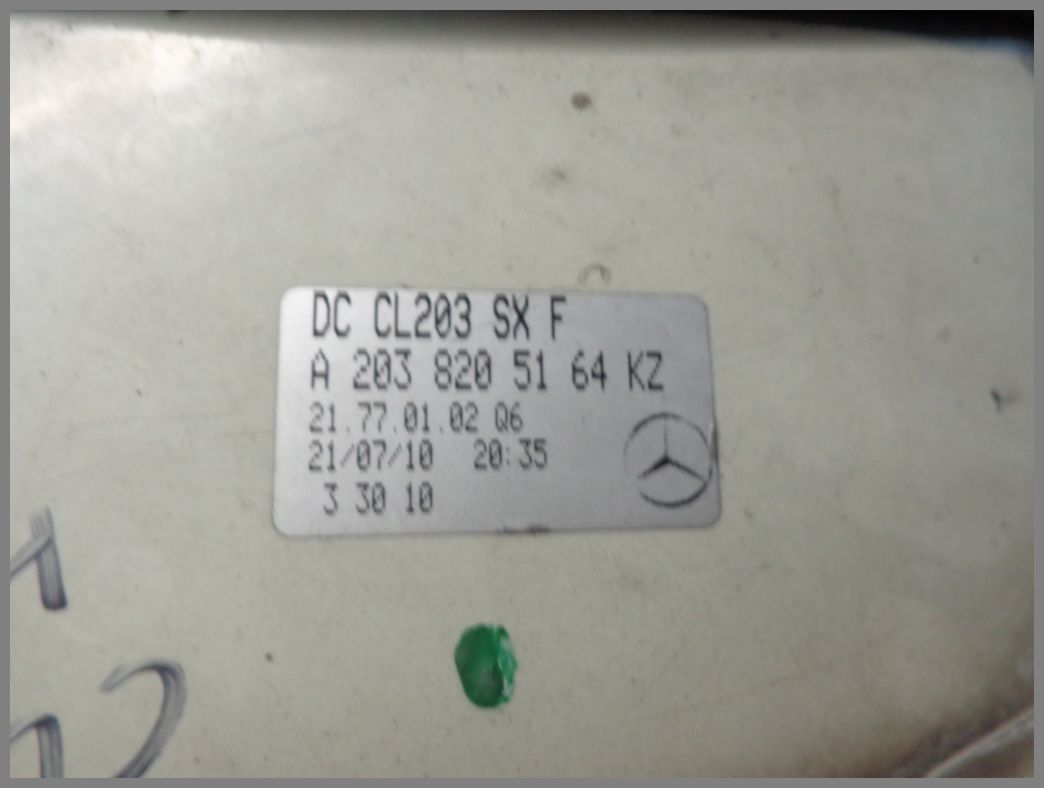 DC CL203 SX F
A 203 820 51 64 KZ
21.77.01.02 Q6
21/07/10 20:35
3 30 10